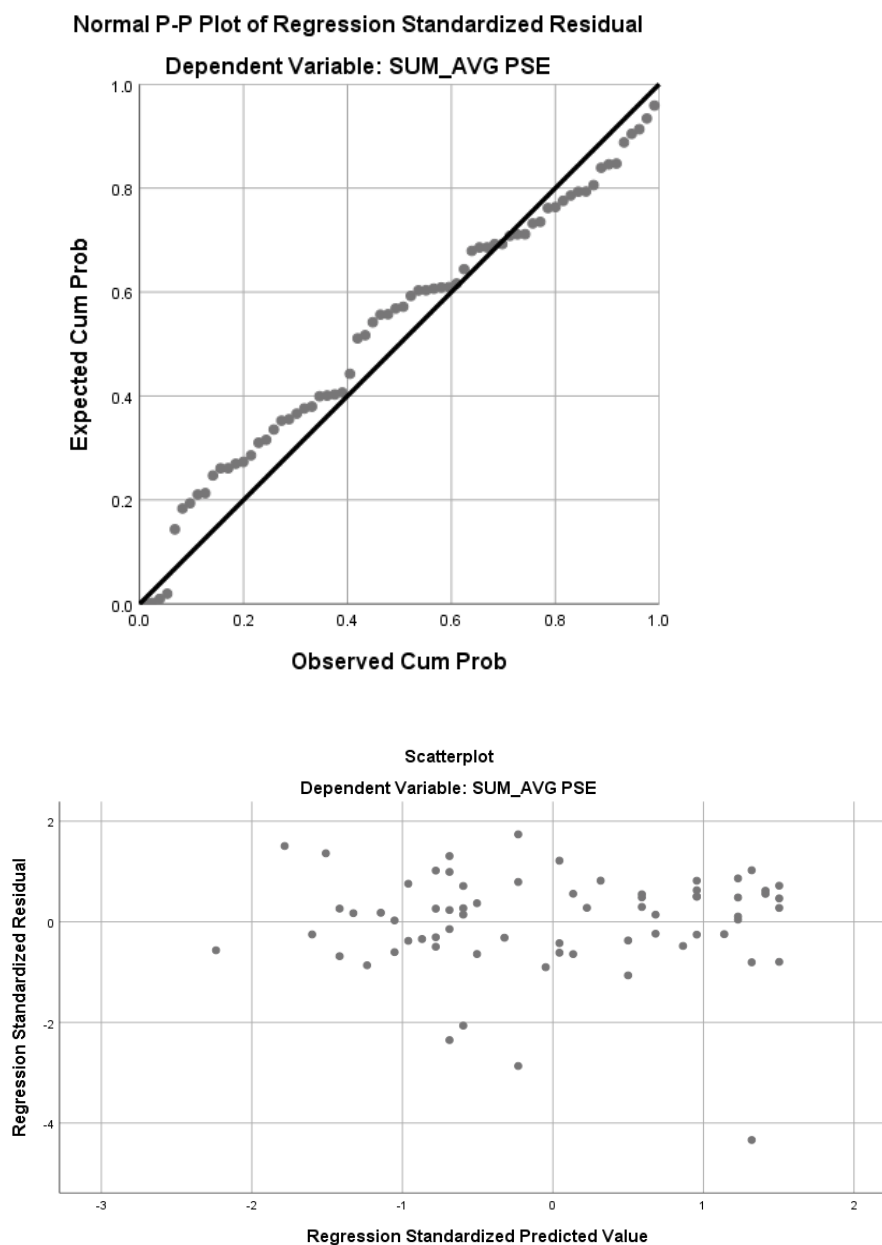 Normal P-P Plot of Regression Standardized Residual
Dependent Variable: SUM_AVG PSE
1.0
0.8
0.6
0.4
0.2
0.0
Expected Cum Prob
0.0 0.2 0.4 0.6 0.8 1.0
Observed Cum Prob
Scatterplot
Dependent Variable: SUM_AVG PSE
2
0
-2
-4
Regression Standardized Residual
-3 -2 -1 0 1 2
Regression Standardized Predicted Value